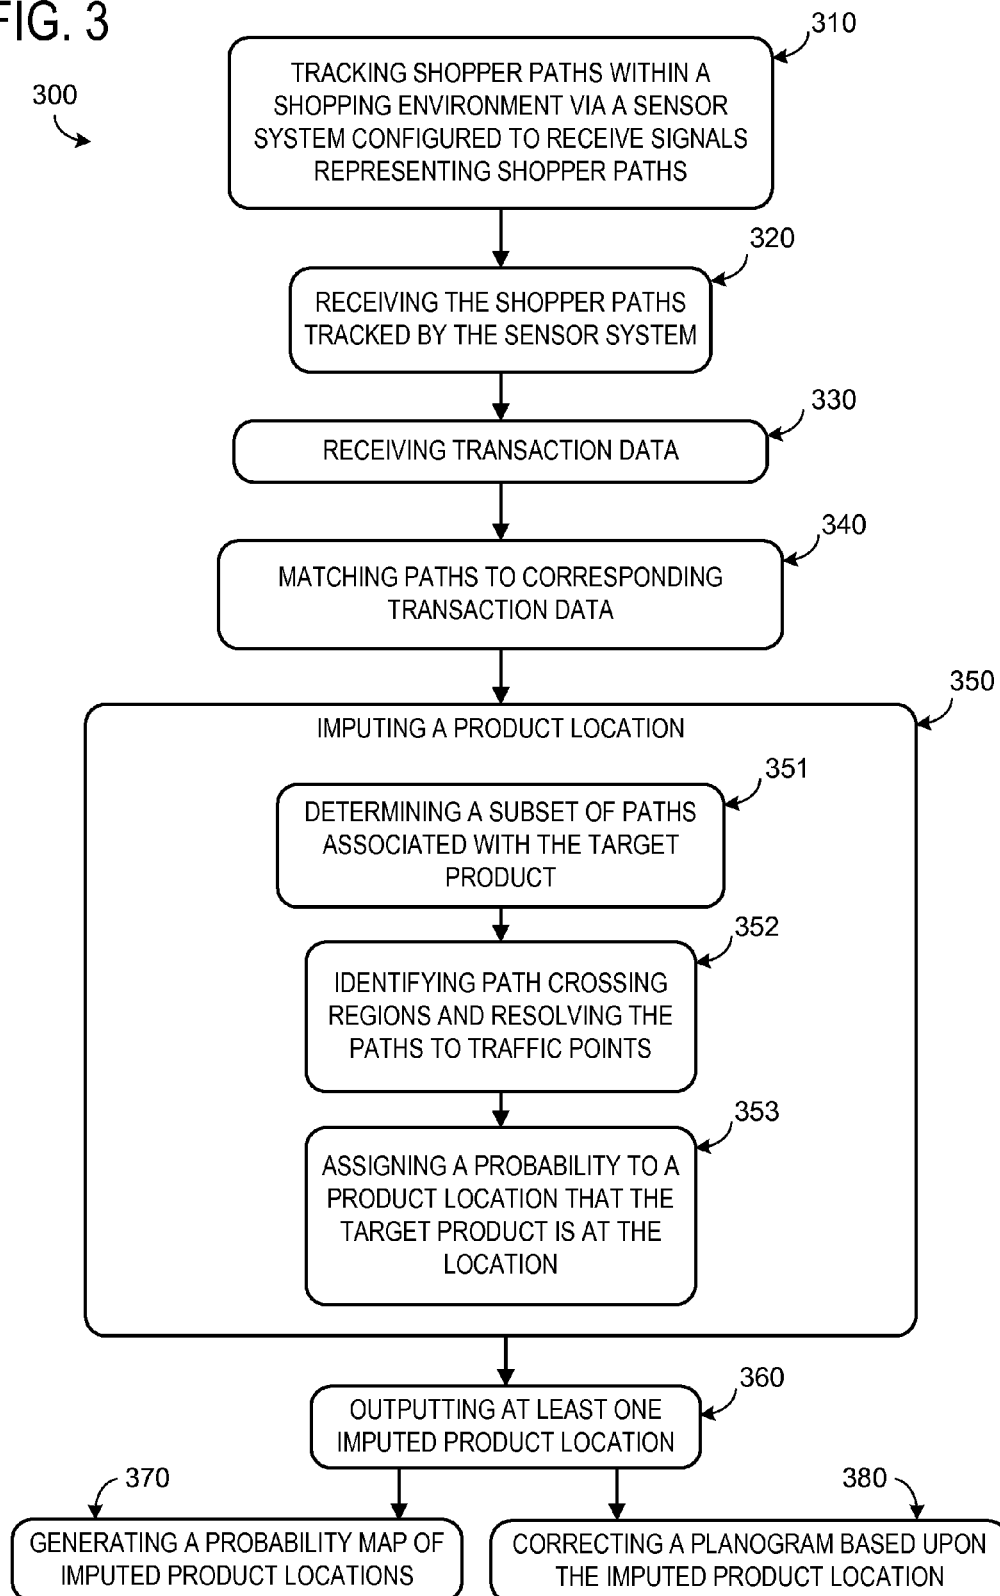 FIG. 3
300
310
TRACKING SHOPPER PATHS WITHIN A
SHOPPING ENVIRONMENT VIA A SENSOR
SYSTEM CONFIGURED TO RECEIVE SIGNALS
REPRESENTING SHOPPER PATHS
320
RECEIVING THE SHOPPER PATHS
TRACKED BY THE SENSOR SYSTEM
330
RECEIVING TRANSACTION DATA
340
MATCHING PATHS TO CORRESPONDING
TRANSACTION DATA
350
IMPUTING A PRODUCT LOCATION
351
DETERMINING A SUBSET OF PATHS
ASSOCIATED WITH THE TARGET
PRODUCT
352
IDENTIFYING PATH CROSSING
REGIONS AND RESOLVING THE
PATHS TO TRAFFIC POINTS
353
ASSIGNING A PROBABILITY TO A
PRODUCT LOCATION THAT THE
TARGET PRODUCT IS AT THE
LOCATION
360
OUTPUTTING AT LEAST ONE
IMPUTED PRODUCT LOCATION
370
GENERATING A PROBABILITY MAP OF
IMPUTED PRODUCT LOCATIONS
380
CORRECTING A PLANOGRAM BASED UPON
THE IMPUTED PRODUCT LOCATION